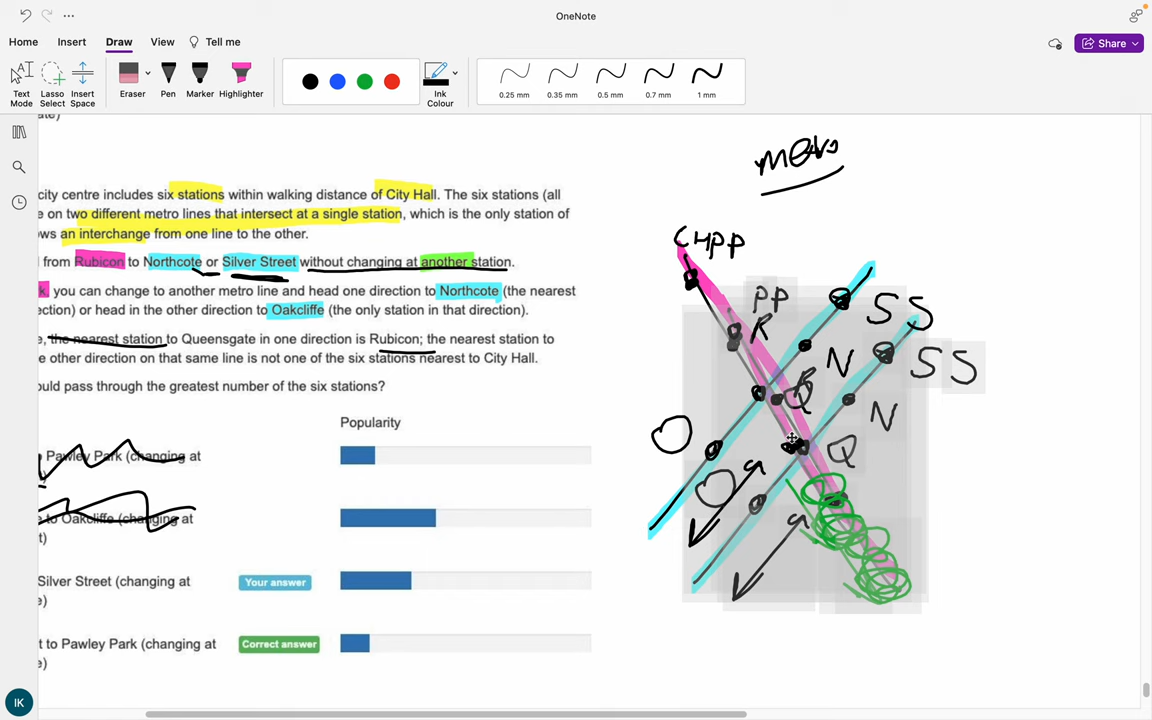 OneNote
Home Insert Draw View Tell me
Share
Text Mode
Lasso Select
Insert Space
Eraser
Pen
Marker
Highlighter
Ink Colour
0.25 mm
0.35 mm
0.5 mm
0.7 mm
1 mm
city centre includes six stations within walking distance of City Hall. The six stations (all
e on two different metro lines that intersect at a single station, which is the only station of
ws an interchange from one line to the other.
from Rubicon to Northcote or Silver Street without changing at another station.
k, you can change to another metro line and head one direction to Northcote (the nearest
ection) or head in the other direction to Oakcliffe (the only station in that direction).
e, the nearest station to Queensgate in one direction is Rubicon; the nearest station to
e other direction on that same line is not one of the six stations nearest to City Hall.
ould pass through the greatest number of the six stations?
Popularity
Pawley Park (changing at
e to Oakcliffe (changing at
t)
Silver Street (changing at
e)
Your answer
t to Pawley Park (changing at
e)
Correct answer
metro
CHPP
PP
R
SS
SS
N
N
Q
Q
O
O
a
a
IK